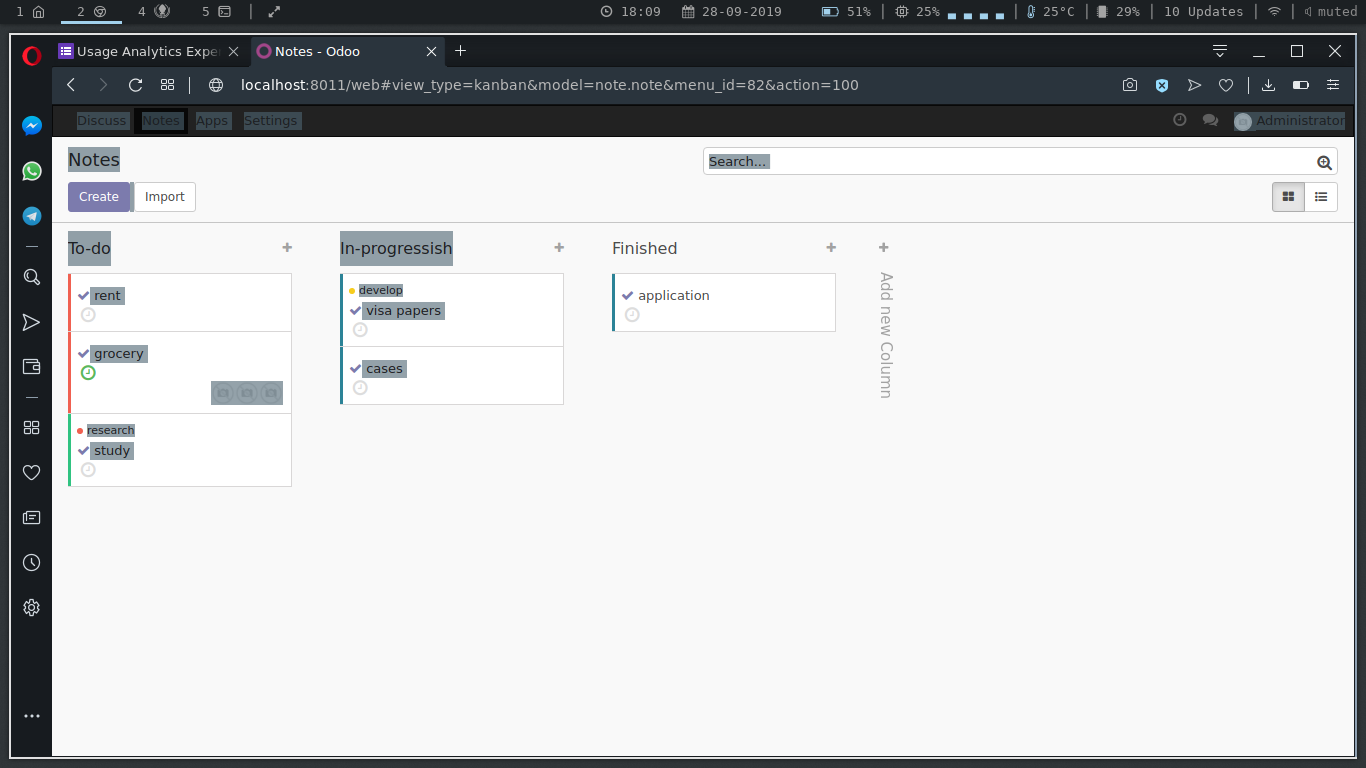 1 2 4 5 18:09 28-09-2019 51% 25% 25°C 29% 10 Updates muted
Usage Analytics Expe
Notes - Odoo
localhost:8011/web#view_type=kanban&model=note.note&menu_id=82&action=100
Discuss Notes Apps Settings Administrator
Notes
Search...
Create Import
To-do
rent
grocery
research
study
In-progressish
develop
visa papers
cases
Finished
application
Add new Column